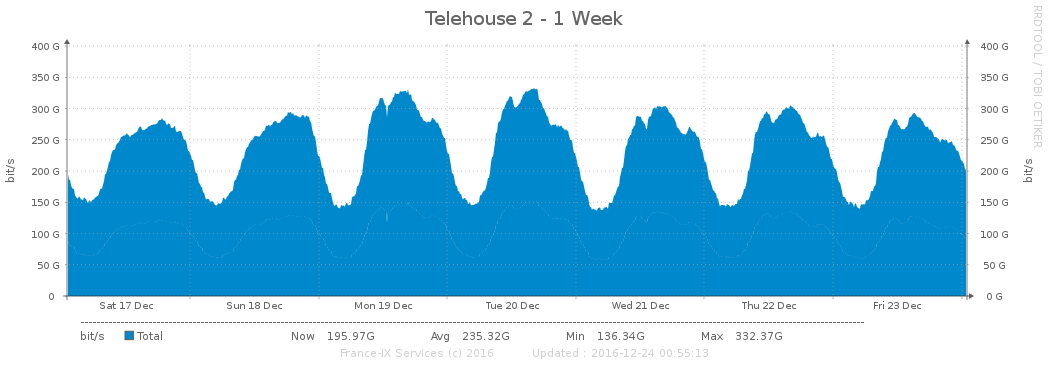 Telehouse 2 - 1 Week
RRDTOOL / TOBI OETIKER
bit/s
bit/s
400 G 400 G
350 G 350 G
300 G 300 G
250 G 250 G
200 G 200 G
150 G 150 G
100 G 100 G
50 G 50 G
0 0 G
Sat 17 Dec Sun 18 Dec Mon 19 Dec Tue 20 Dec Wed 21 Dec Thu 22 Dec Fri 23 Dec
bit/s Total Now 195.97G Avg 235.32G Min 136.34G Max 332.37G
France-IX Services (c) 2016 Updated : 2016-12-24 00:55:13